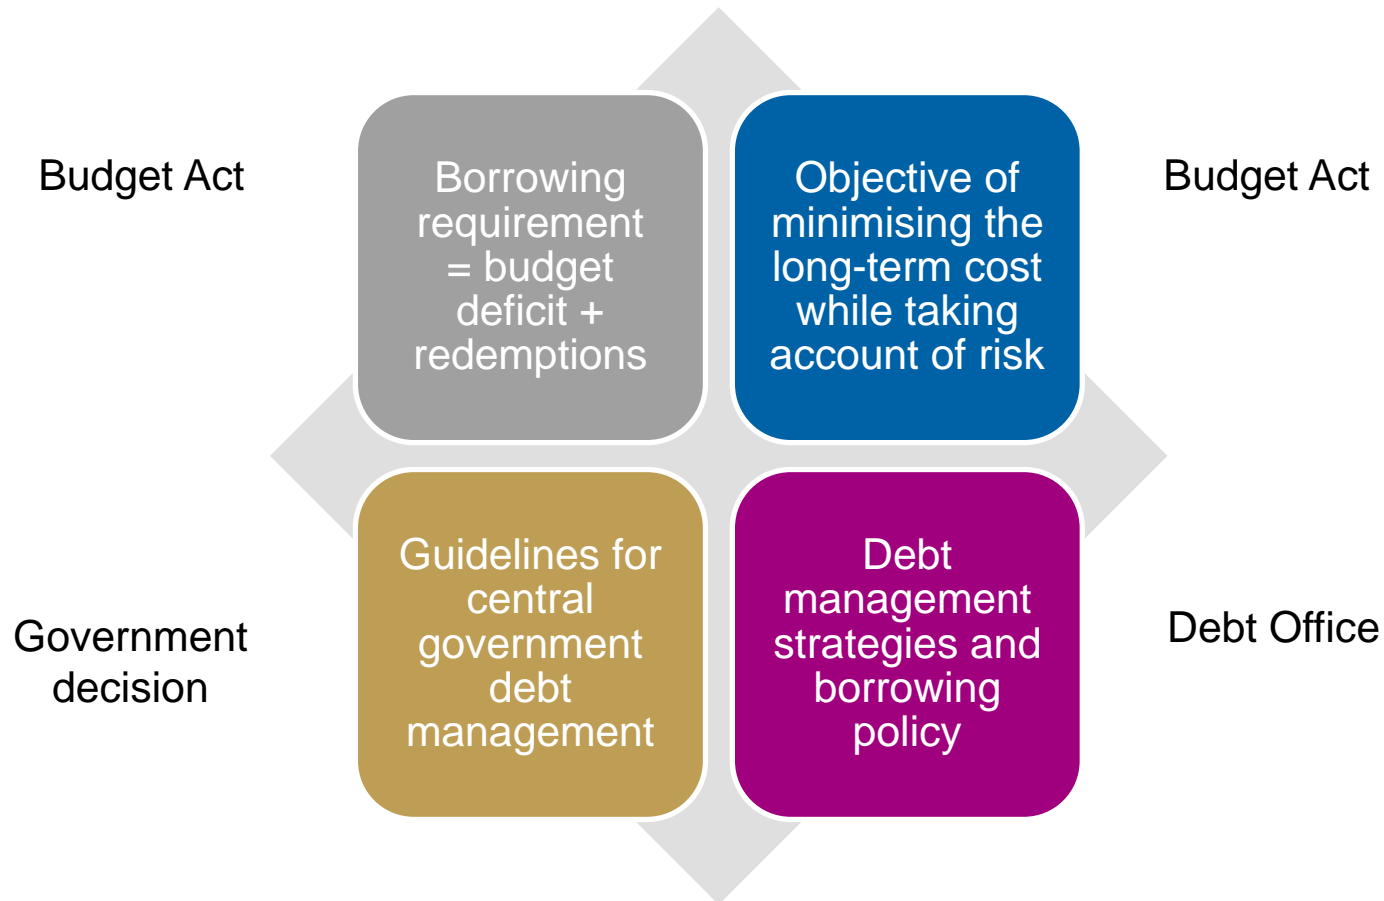 Budget Act
Borrowing
requirement
= budget
deficit +
redemptions
Objective of
minimising the
long-term cost
while taking
account of risk
Budget Act
Government
decision
Guidelines for
central
government
debt
management
Debt
management
strategies and
borrowing
policy
Debt Office